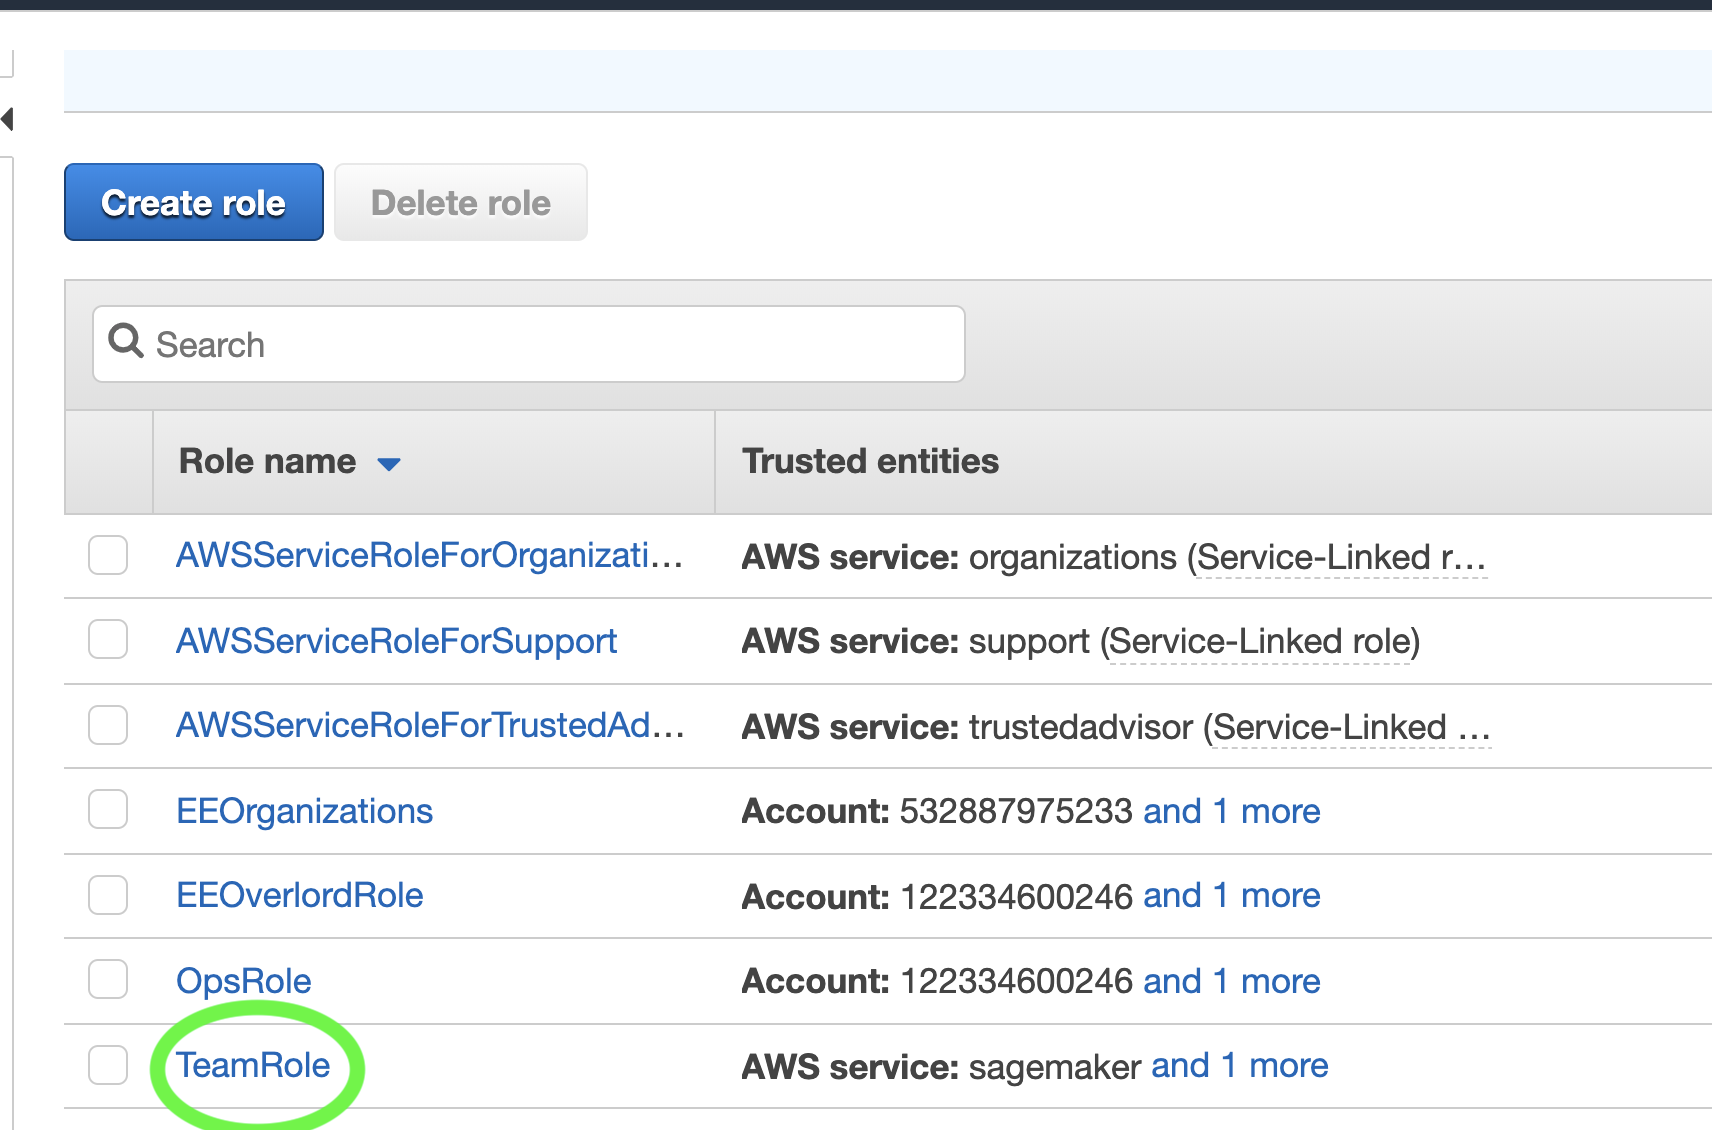 Create role Delete role
Search
Role name Trusted entities
AWSServiceRoleForOrganizati... AWS service: organizations (Service-Linked r...
AWSServiceRoleForSupport AWS service: support (Service-Linked role)
AWSServiceRoleForTrustedAd... AWS service: trustedadvisor (Service-Linked ...
EEOrganizations Account: 532887975233 and 1 more
EEOverlordRole Account: 122334600246 and 1 more
OpsRole Account: 122334600246 and 1 more
TeamRole AWS service: sagemaker and 1 more